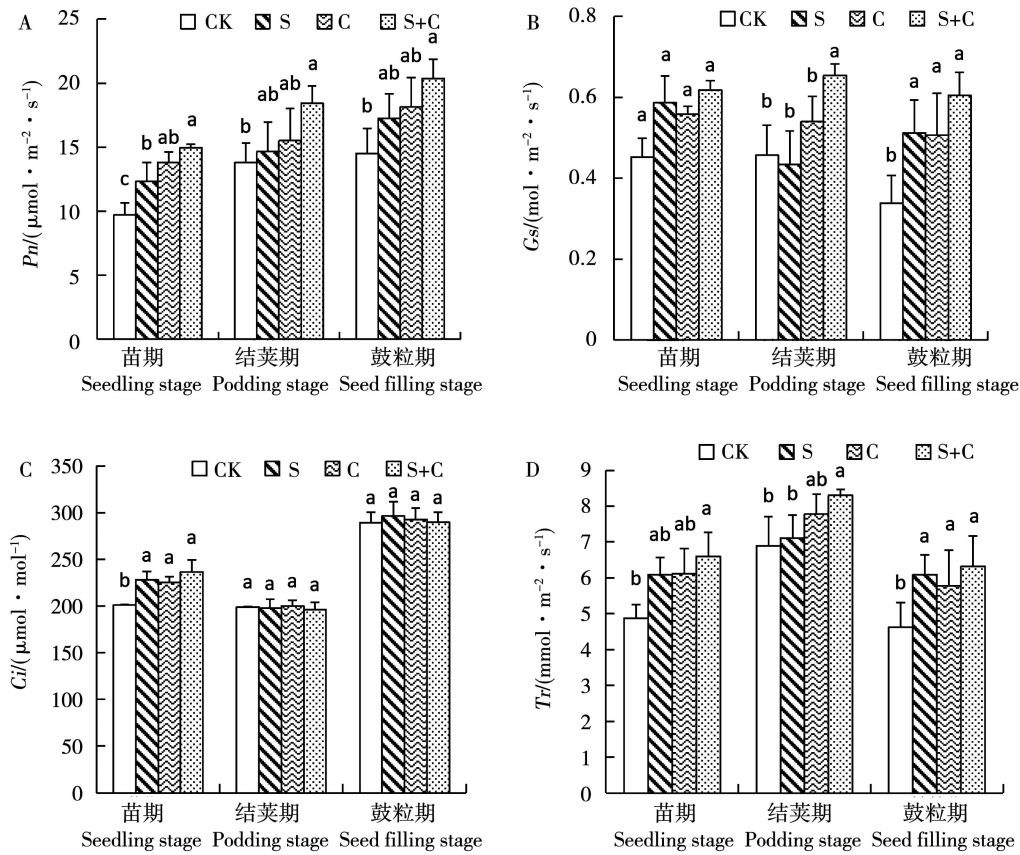 A
CK S C S+C
Pn/(μmol·m⁻²·s⁻¹)
25
20
15
10
5
0
c b ab a
b ab ab a
b ab ab a
苗期 结荚期 鼓粒期
Seedling stage Podding stage Seed filling stage
B
CK S C S+C
Gs/(mol·m⁻²·s⁻¹)
0.8
0.6
0.4
0.2
0
a a a a
b b b a
b a a a
苗期 结荚期 鼓粒期
Seedling stage Podding stage Seed filling stage
C
CK S C S+C
Ci/(μmol·mol⁻¹)
350
300
250
200
150
100
50
0
b a a a
a a a a
a a a a
苗期 结荚期 鼓粒期
Seedling stage Podding stage Seed filling stage
D
CK S C S+C
Tr/(mmol·m⁻²·s⁻¹)
9
8
7
6
5
4
3
2
1
0
b ab ab a
b b ab a
b a a a
苗期 结荚期 鼓粒期
Seedling stage Podding stage Seed filling stage